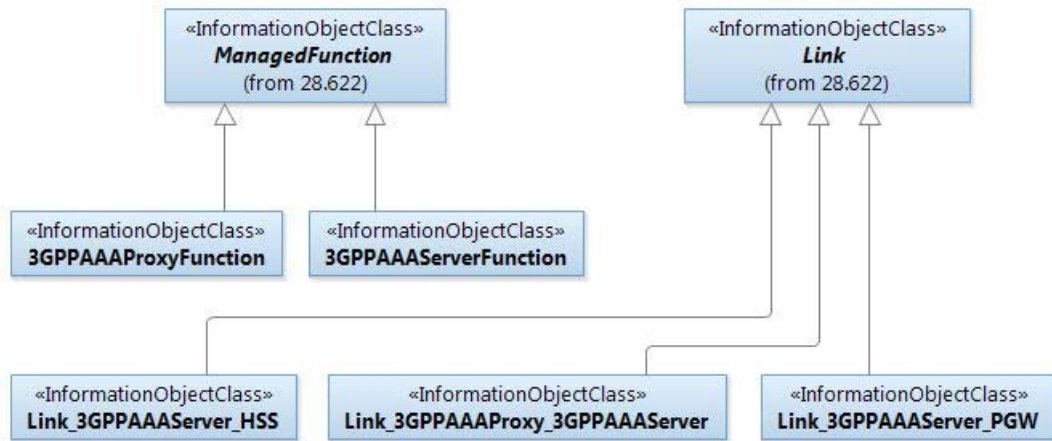 «InformationObjectClass»
ManagedFunction
(from 28.622)
«InformationObjectClass»
Link
(from 28.622)
«InformationObjectClass»
3GPPAAAProxyFunction
«InformationObjectClass»
3GPPAAAServerFunction
«InformationObjectClass»
Link_3GPPAAAServer_HSS
«InformationObjectClass»
Link_3GPPAAAProxy_3GPPAAAServer
«InformationObjectClass»
Link_3GPPAAAServer_PGW